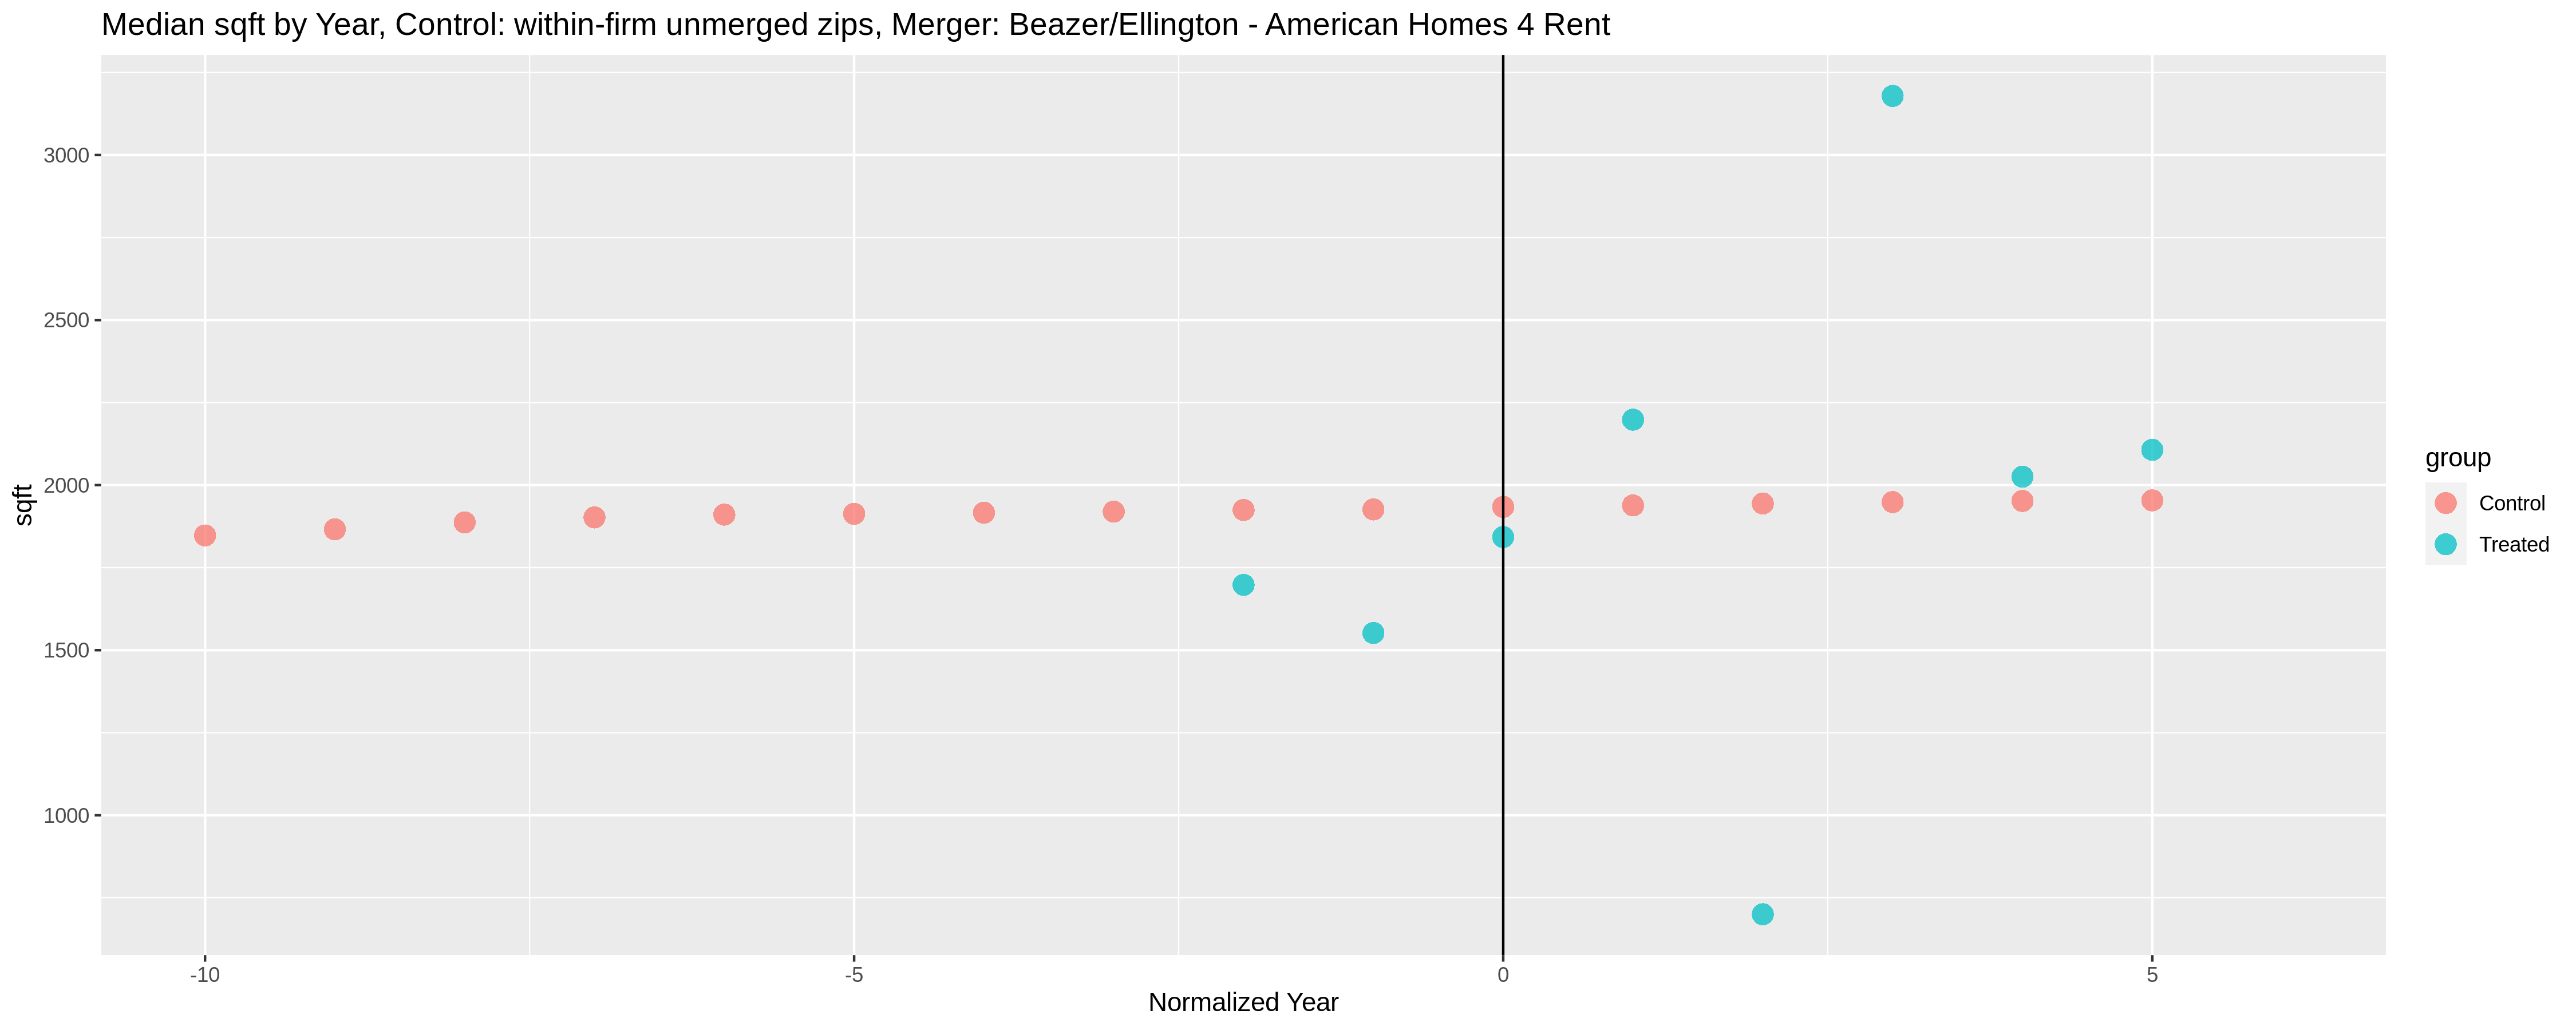 Median sqft by Year, Control: within-firm unmerged zips, Merger: Beazer/Ellington - American Homes 4 Rent
3000
2500
2000
1500
1000
sqft
-10
-5
0
5
Normalized Year
group
Control
Treated